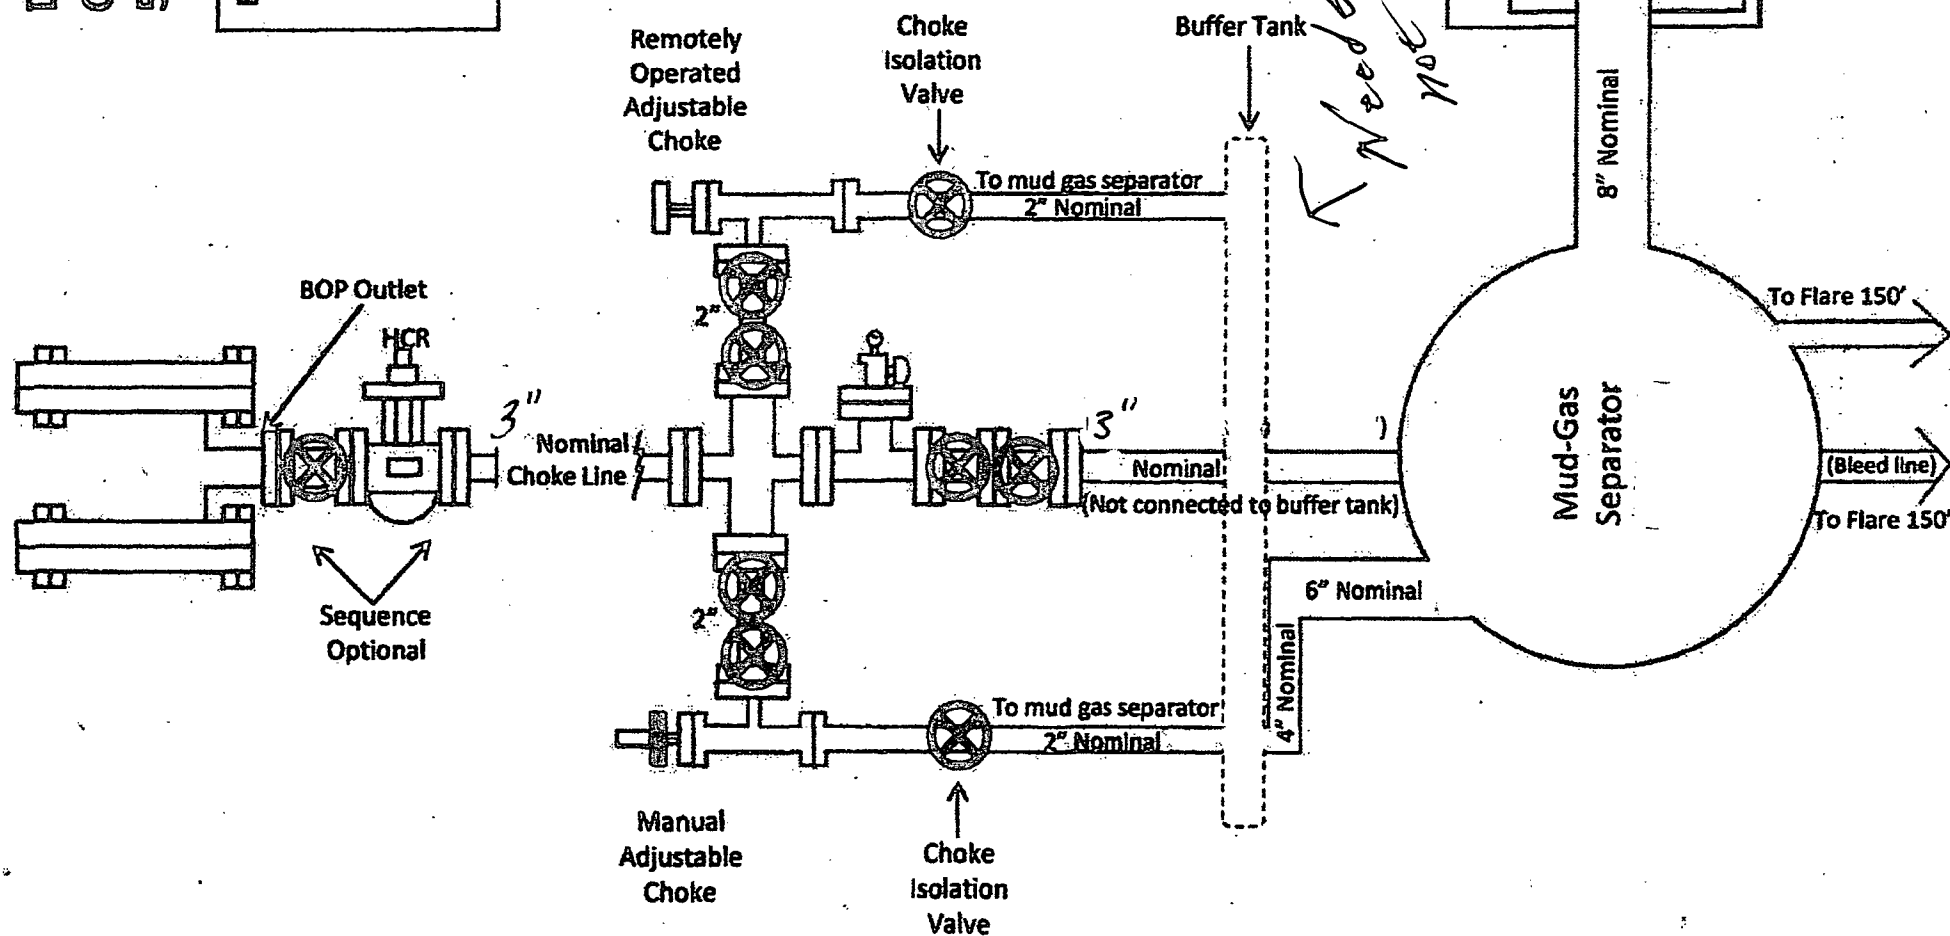 Remotely
Operated
Adjustable
Choke
Choke
Isolation
Valve
Buffer Tank
Need
8" Nominal
To mud gas separator
2" Nominal
BOP Outlet
HCR
2"
To Flare 150'
3"
Nominal
Choke Line
3"
Nominal
(Not connected to buffer tank)
Mud-Gas
Separator
(Bleed line)
To Flare 150'
Sequence
Optional
2"
6" Nominal
4" Nominal
To mud gas separator
2" Nominal
Manual
Adjustable
Choke
Choke
Isolation
Valve